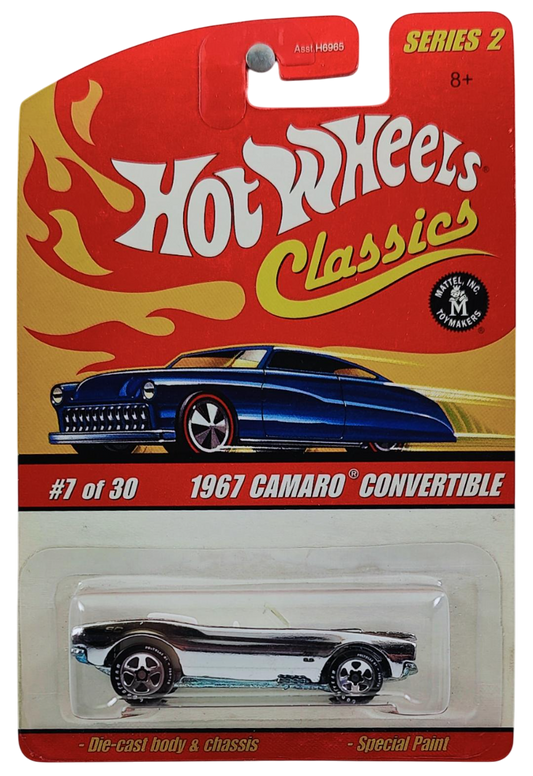 Asst.H6965
SERIES 2
8+
HOT WHEELS®
Classics
MATTEL, INC.
M
TOYMAKERS ®
#7 of 30 1967 CAMARO® CONVERTIBLE
- Die-cast body & chassis - Special Paint